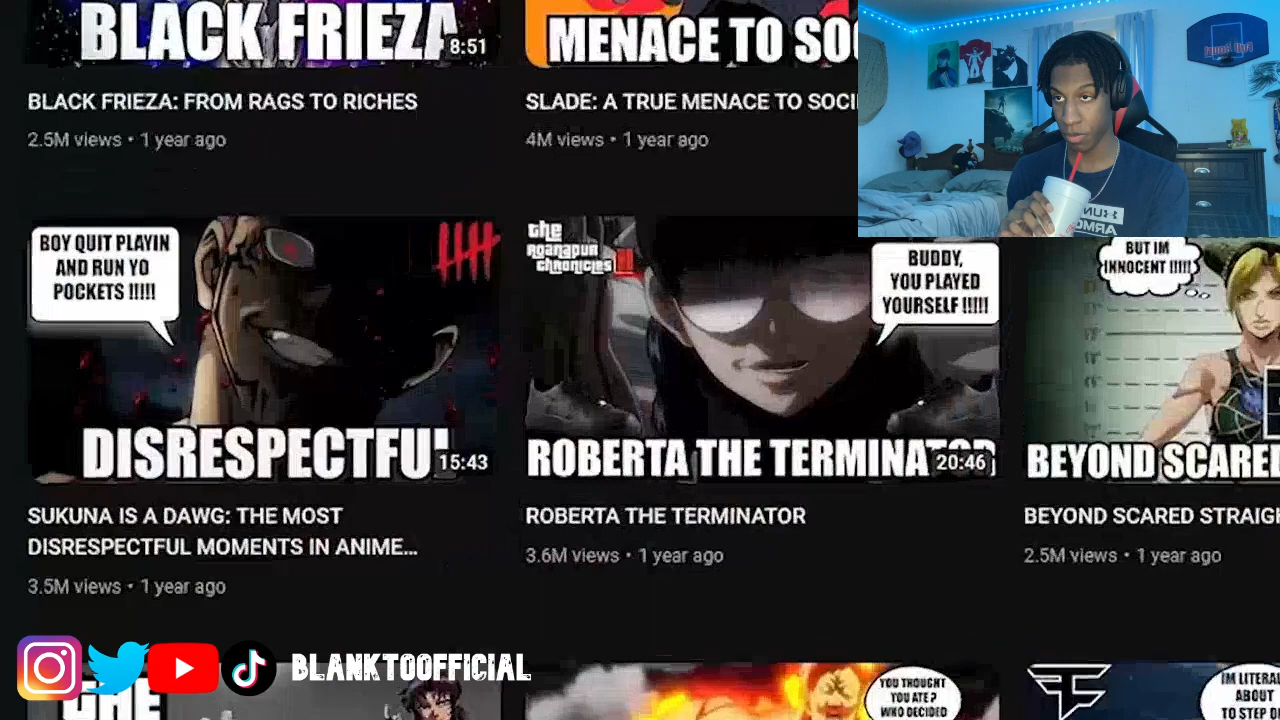 BLACK FRIEZA
8:51
BLACK FRIEZA: FROM RAGS TO RICHES
2.5M views • 1 year ago
MENACE TO SO
SLADE: A TRUE MENACE TO SOCI
4M views • 1 year ago
BOY QUIT PLAYIN
AND RUN YO
POCKETS !!!!!
DISRESPECTFUL
15:43
SUKUNA IS A DAWG: THE MOST
DISRESPECTFUL MOMENTS IN ANIME...
3.5M views • 1 year ago
the
Roanapur
chronicles
BUDDY,
YOU PLAYED
YOURSELF !!!!!
ROBERTA THE TERMINATOR
20:46
ROBERTA THE TERMINATOR
3.6M views • 1 year ago
BUT IM
INNOCENT !!!!!
BEYOND SCARED
BEYOND SCARED STRAIGH
2.5M views • 1 year ago
BLANKTOOFFICIAL
THE
YOU THOUGHT
YOU ATE ?
WHO DECIDED
IM LITERAL
ABOUT
TO STEP O